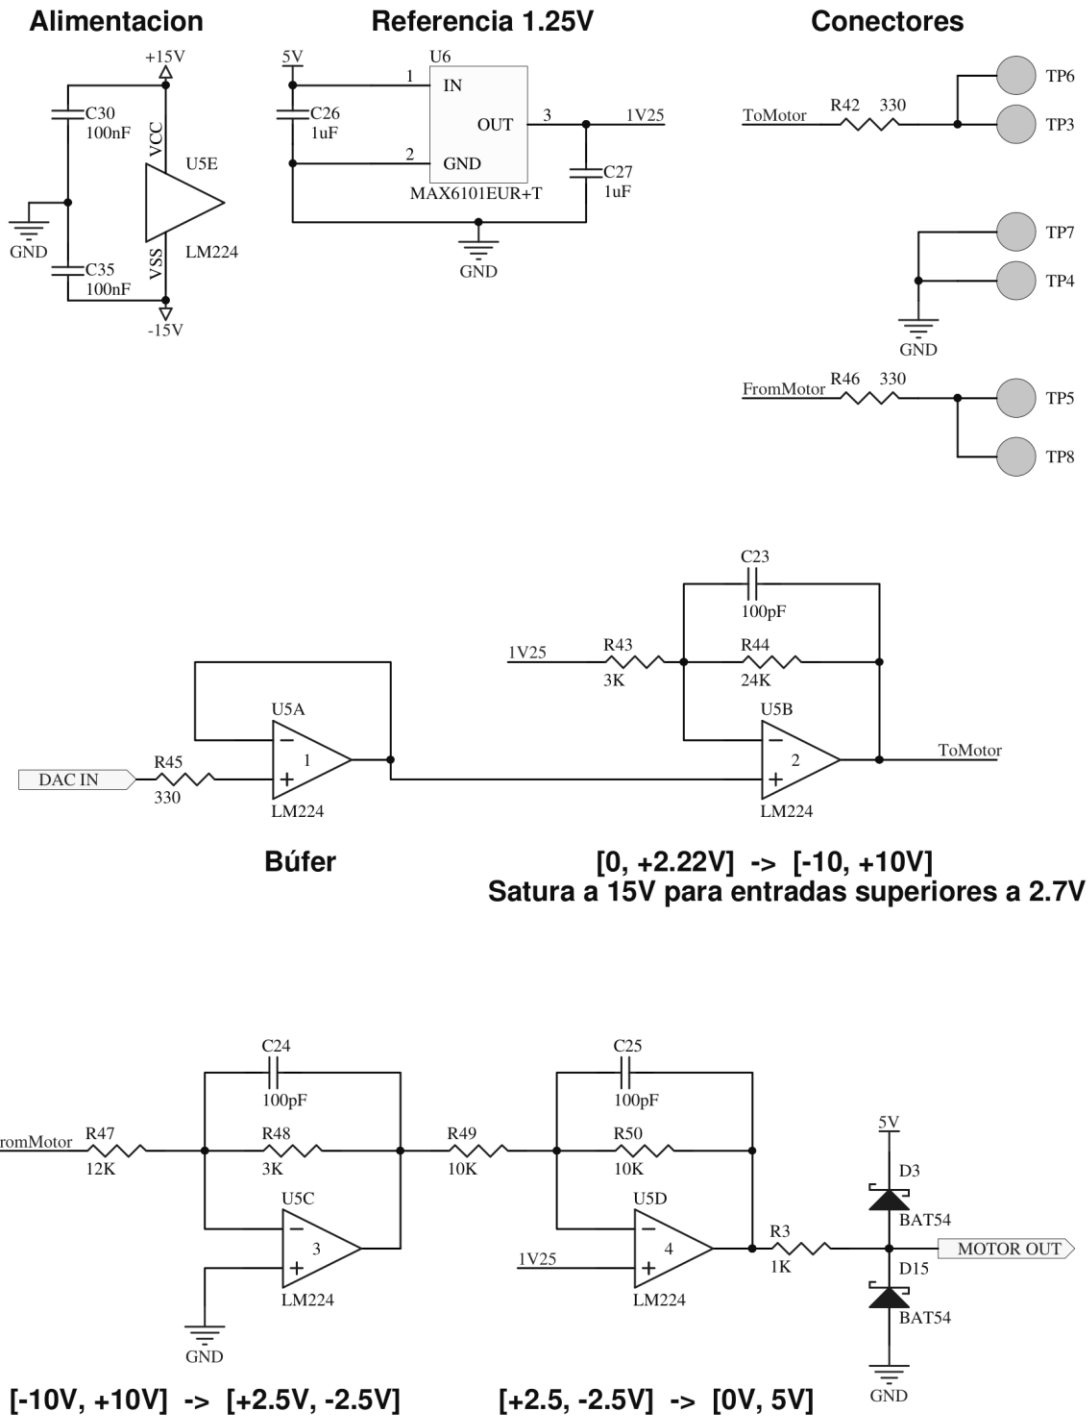 Alimentacion
+15V
C30
100nF
VCC
U5E
GND
C35
100nF
VSS
LM224
-15V
Referencia 1.25V
5V
U6
1
IN
C26
1uF
OUT
3
1V25
2
GND
C27
1uF
MAX6101EUR+T
GND
Conectores
TP6
ToMotor
R42 330
TP3
TP7
TP4
GND
FromMotor
R46 330
TP5
TP8
U5A
R45
1
DAC IN
330
LM224
Búfer
C23
100pF
1V25
R43
R44
3K
24K
U5B
2
ToMotor
LM224
[0, +2.22V] -> [-10, +10V]
Satura a 15V para entradas superiores a 2.7V
C24
100pF
romMotor
R47
R48
12K
3K
U5C
3
LM224
GND
[-10V, +10V] -> [+2.5V, -2.5V]
C25
100pF
R49
R50
10K
10K
U5D
4
1V25
LM224
R3
1K
5V
D3
BAT54
MOTOR OUT
D15
BAT54
GND
[+2.5, -2.5V] -> [0V, 5V]